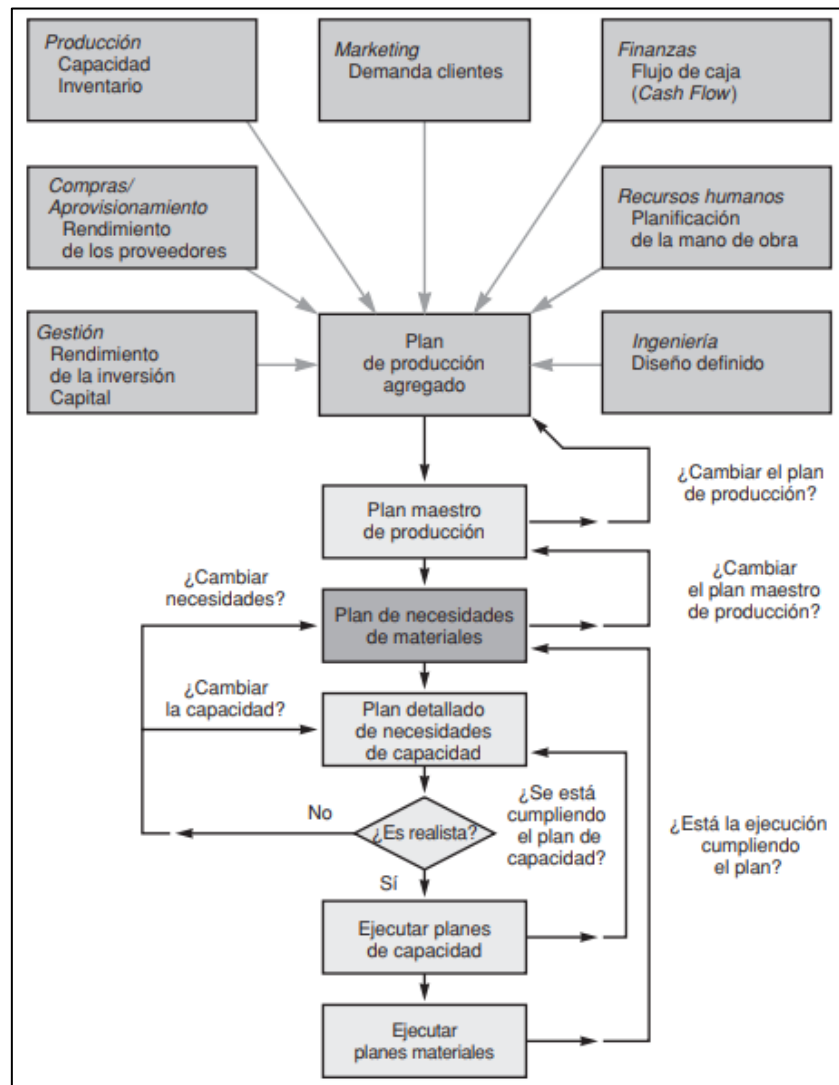 Producción
Capacidad
Inventario
Marketing
Demanda clientes
Finanzas
Flujo de caja
(Cash Flow)
Compras/
Aprovisionamiento
Rendimiento
de los proveedores
Recursos humanos
Planificación
de la mano de obra
Gestión
Rendimiento
de la inversión
Capital
Plan
de producción
agregado
Ingeniería
Diseño definido
¿Cambiar el plan
de producción?
Plan maestro
de producción
¿Cambiar
necesidades?
¿Cambiar
el plan maestro
de producción?
Plan de necesidades
de materiales
¿Cambiar
la capacidad?
Plan detallado
de necesidades
de capacidad
No
¿Es realista?
¿Se está
cumpliendo
el plan de
capacidad?
¿Está la ejecución
cumpliendo
el plan?
Sí
Ejecutar planes
de capacidad
Ejecutar
planes materiales